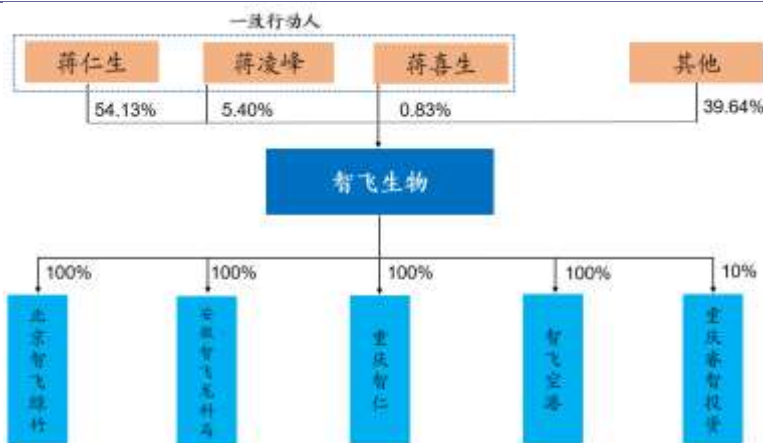 一致行动人
蒋仁生 蒋凌峰 蒋喜生 其他
54.13% 5.40% 0.83% 39.64%
智飞生物
100% 100% 100% 100% 10%
北京智飞绿竹
安徽智飞龙科马
重庆智仁
智飞空港
重庆睿智投资